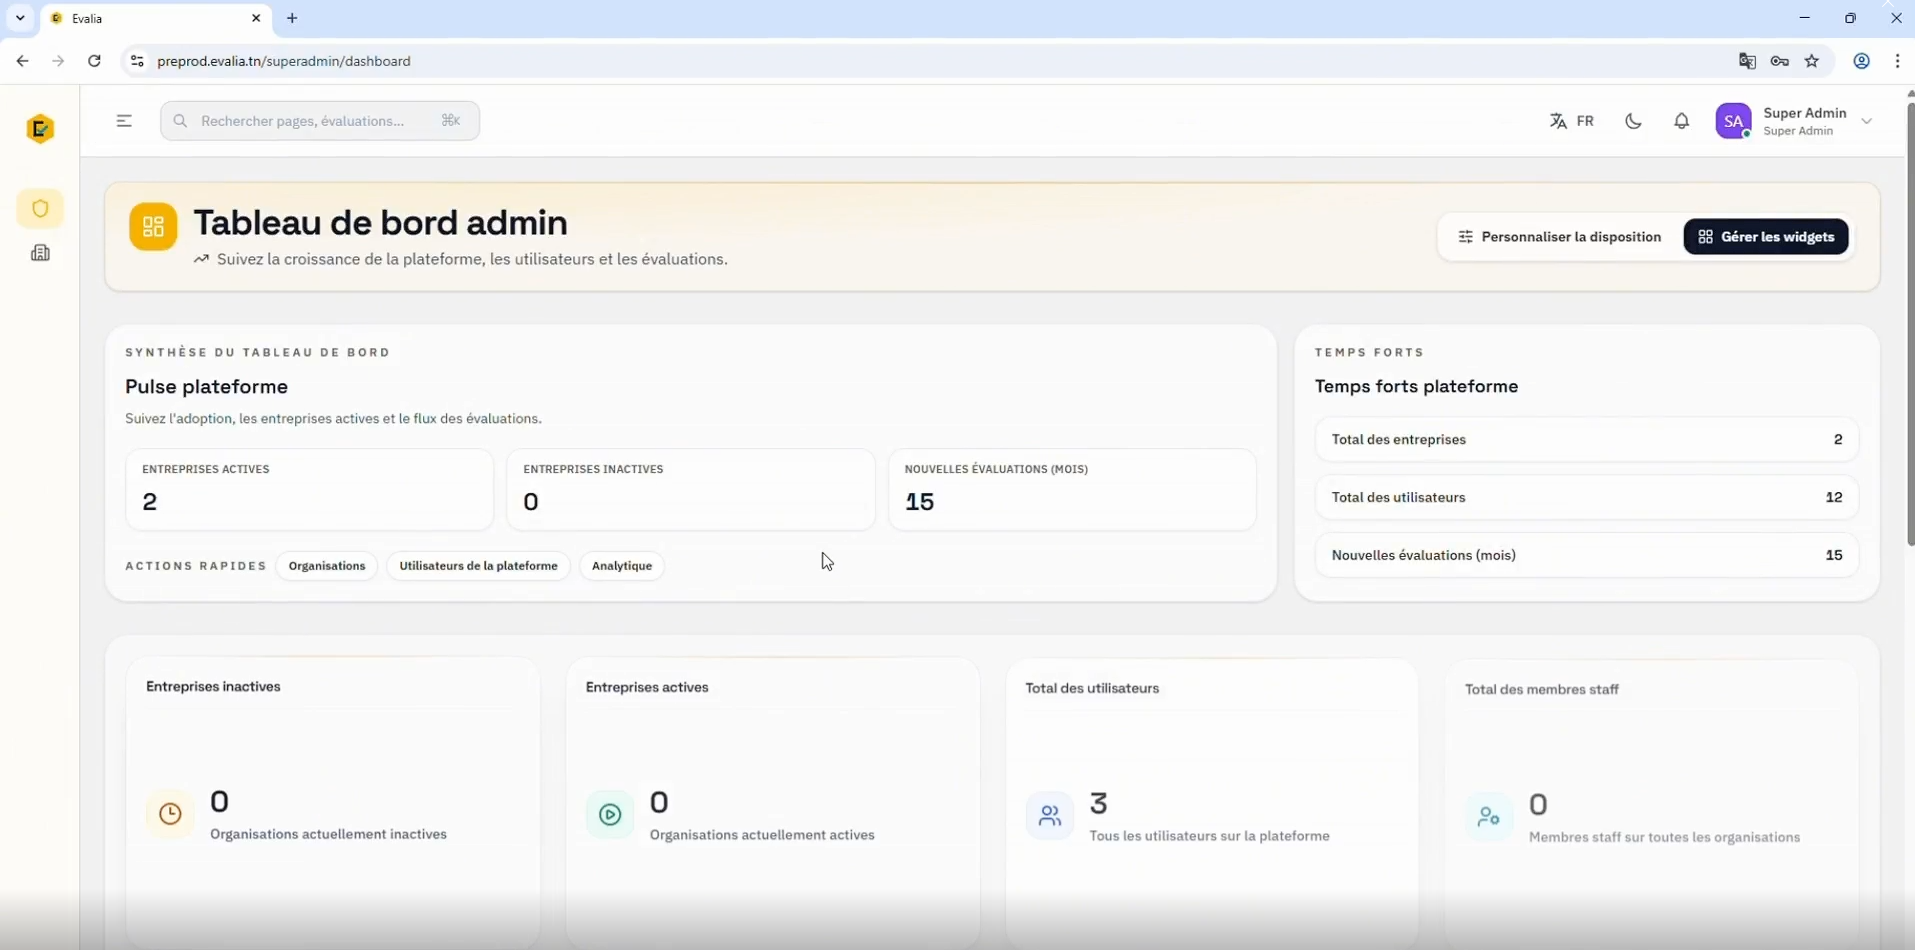 Evalia
preprod.evalia.tn/superadmin/dashboard
Rechercher pages, évaluations...
⌘K
FR
SA
Super Admin
Super Admin
Tableau de bord admin
Suivez la croissance de la plateforme, les utilisateurs et les évaluations.
Personnaliser la disposition
Gérer les widgets
SYNTHÈSE DU TABLEAU DE BORD
Pulse plateforme
Suivez l'adoption, les entreprises actives et le flux des évaluations.
ENTREPRISES ACTIVES
2
ENTREPRISES INACTIVES
0
NOUVELLES ÉVALUATIONS (MOIS)
15
ACTIONS RAPIDES
Organisations
Utilisateurs de la plateforme
Analytique
TEMPS FORTS
Temps forts plateforme
Total des entreprises
2
Total des utilisateurs
12
Nouvelles évaluations (mois)
15
Entreprises inactives
0
Organisations actuellement inactives
Entreprises actives
0
Organisations actuellement actives
Total des utilisateurs
3
Tous les utilisateurs sur la plateforme
Total des membres staff
0
Membres staff sur toutes les organisations